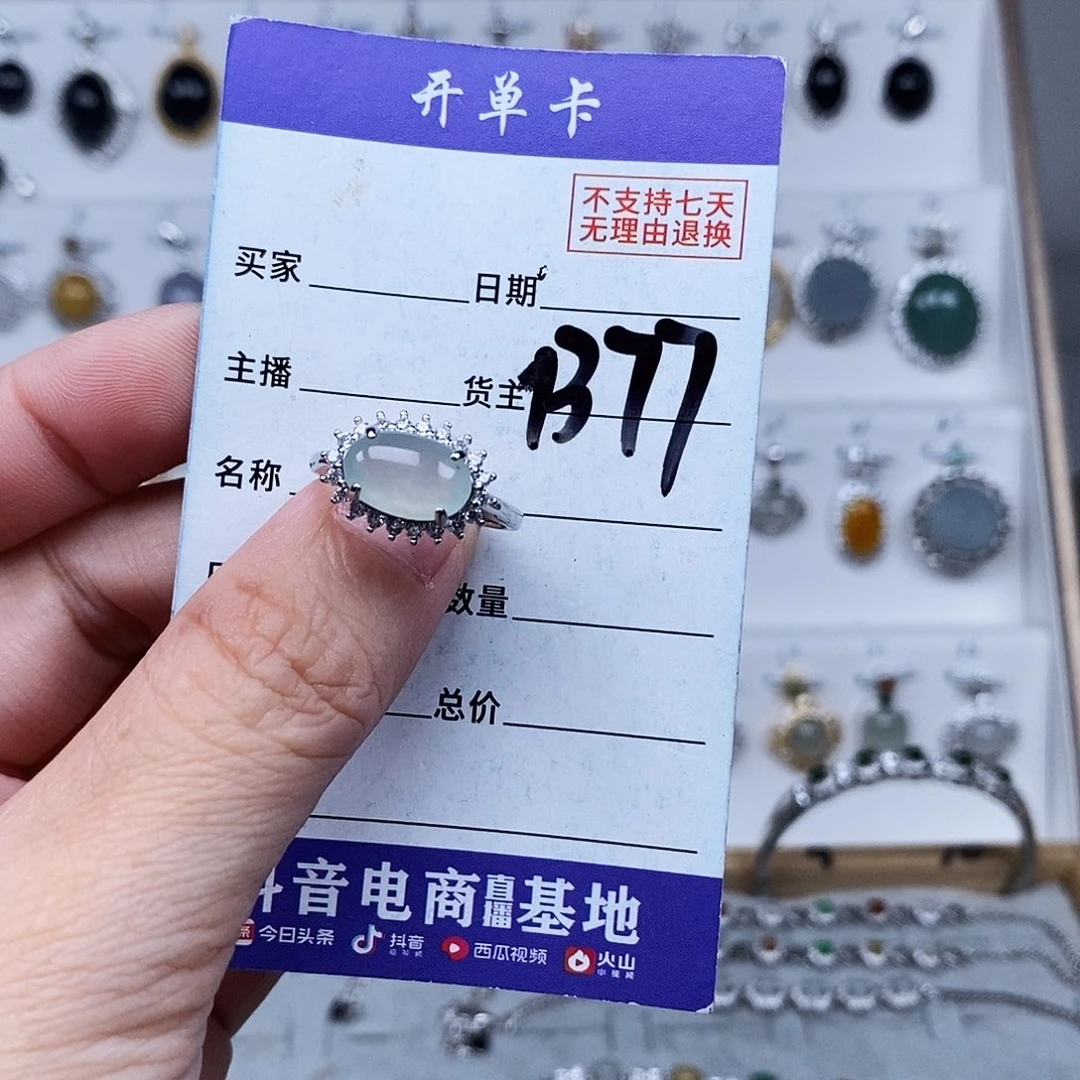 开单卡
不支持七天
无理由退换
买家 日期
主播 货主 B77
名称
数量
总价
抖音电商直播基地
今日头条 抖音 西瓜视频 火山